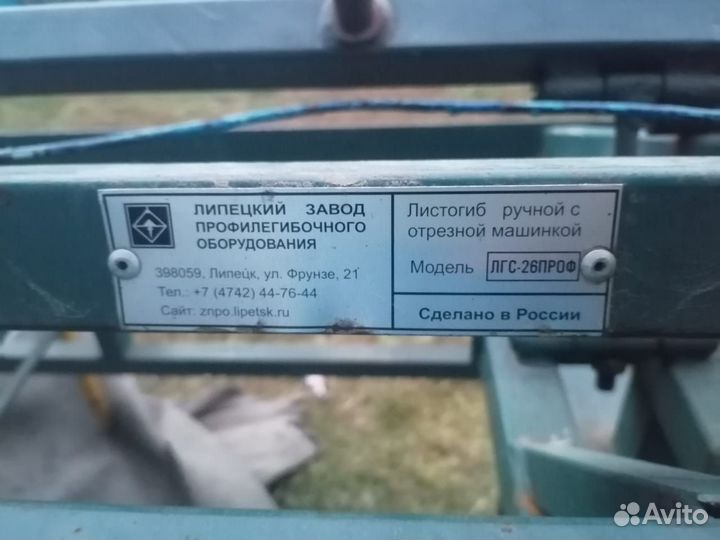 ЛИПЕЦКИЙ ЗАВОД
ПРОФИЛЕГИБОЧНОГО
ОБОРУДОВАНИЯ
398059, Липецк, ул. Фрунзе, 21
Тел.: +7 (4742) 44-76-44
Сайт: znpo.lipetsk.ru
Листогиб ручной с
отрезной машинкой
Модель ЛГС-26ПРОФ
Сделано в России
Avito